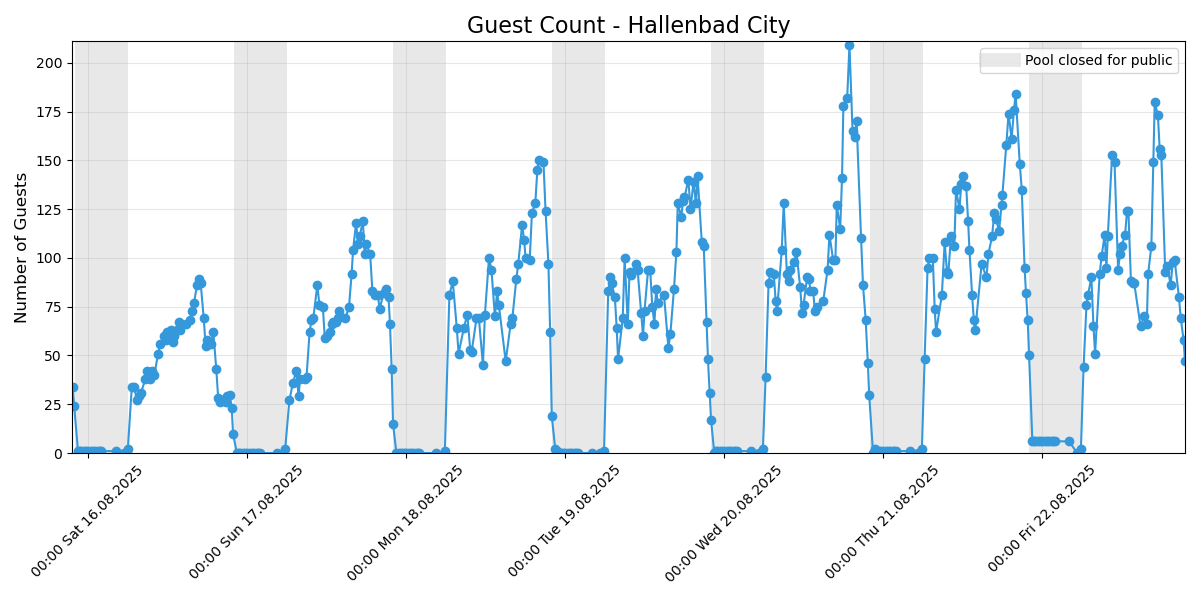 Guest Count - Hallenbad City
Pool closed for public
Number of Guests
200
175
150
125
100
75
50
25
0
00:00 Sat 16.08.2025
00:00 Sun 17.08.2025
00:00 Mon 18.08.2025
00:00 Tue 19.08.2025
00:00 Wed 20.08.2025
00:00 Thu 21.08.2025
00:00 Fri 22.08.2025